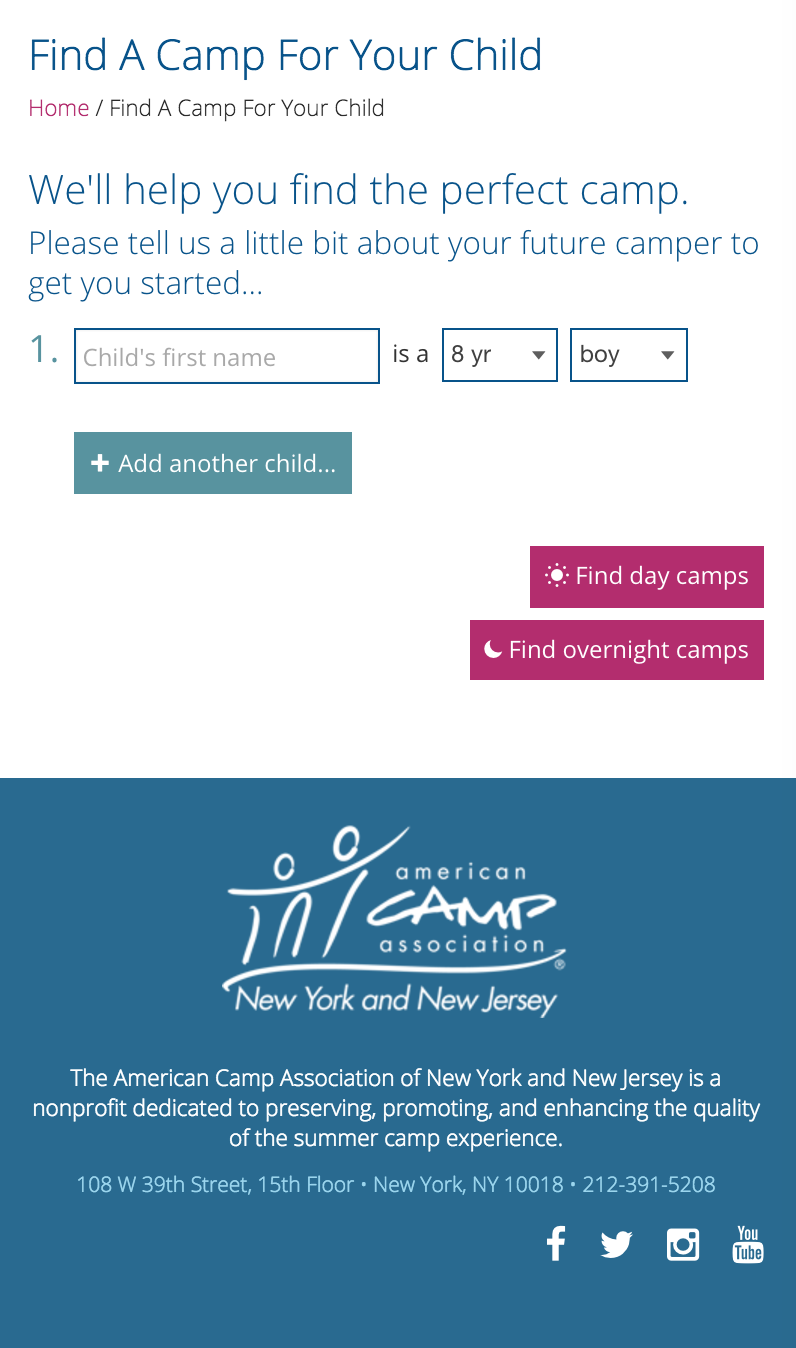 Find A Camp For Your Child
Home / Find A Camp For Your Child
We'll help you find the perfect camp.
Please tell us a little bit about your future camper to
get you started...
1. Child's first name is a 8 yr boy
Add another child...
Find day camps
Find overnight camps
american
CAMP
association
®
New York and New Jersey
The American Camp Association of New York and New Jersey is a
nonprofit dedicated to preserving, promoting, and enhancing the quality
of the summer camp experience.
108 W 39th Street, 15th Floor • New York, NY 10018 • 212-391-5208
You
Tube